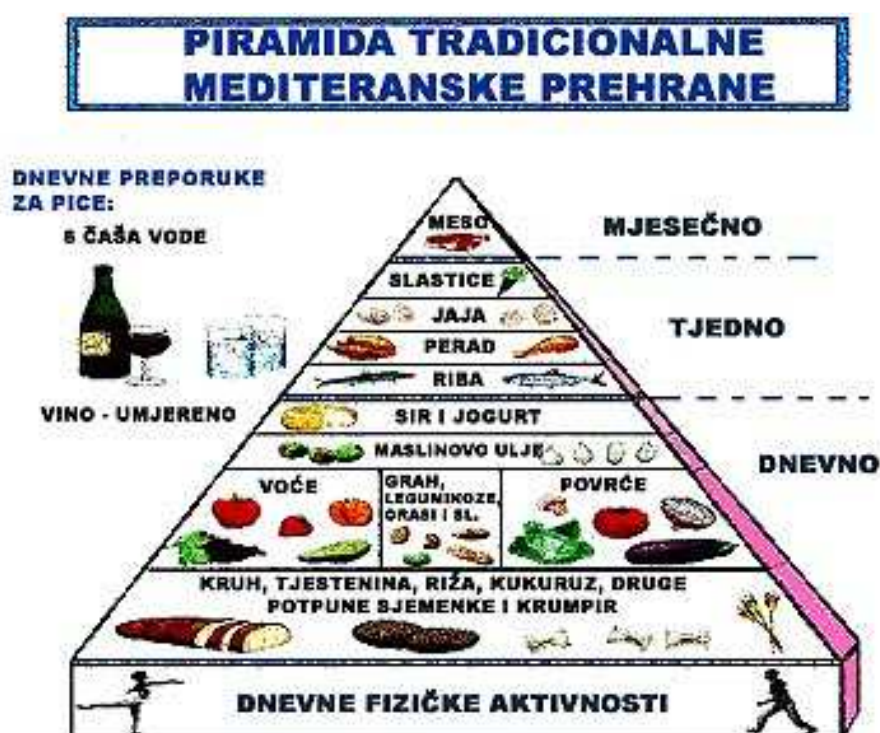 PIRAMIDA TRADICIONALNE
MEDITERANSKE PREHRANE
DNEVNE PREPORUKE
ZA PICE:
6 ČAŠA VODE
VINO - UMJERENO
MESO
MJESEČNO
SLASTICE
JAJA
PERAD
RIBA
TJEDNO
SIR I JOGURT
MASLINOVO ULJE
VOĆE
GRAH,
LEGUNIKOZE,
ORASI I SL.
POVRĆE
DNEVNO
KRUH, TJESTENINA, RIŽA, KUKURUZ, DRUGE
POTPUNE SJEMENKE I KRUMPIR
DNEVNE FIZIČKE AKTIVNOSTI